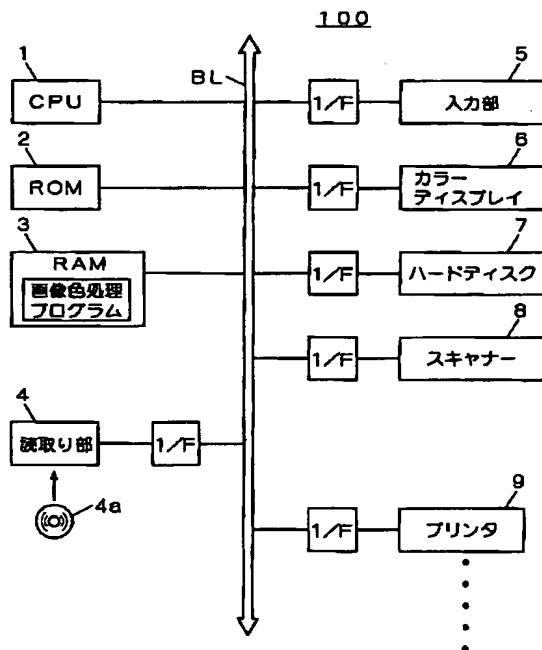 100
1
CPU
BL
1/F
5
入力部
2
ROM
1/F
6
カラー
ディスプレイ
3
RAM
画像色処理
プログラム
1/F
7
ハードディスク
1/F
8
スキャナー
4
読取り部
1/F
4a
1/F
9
プリンタ